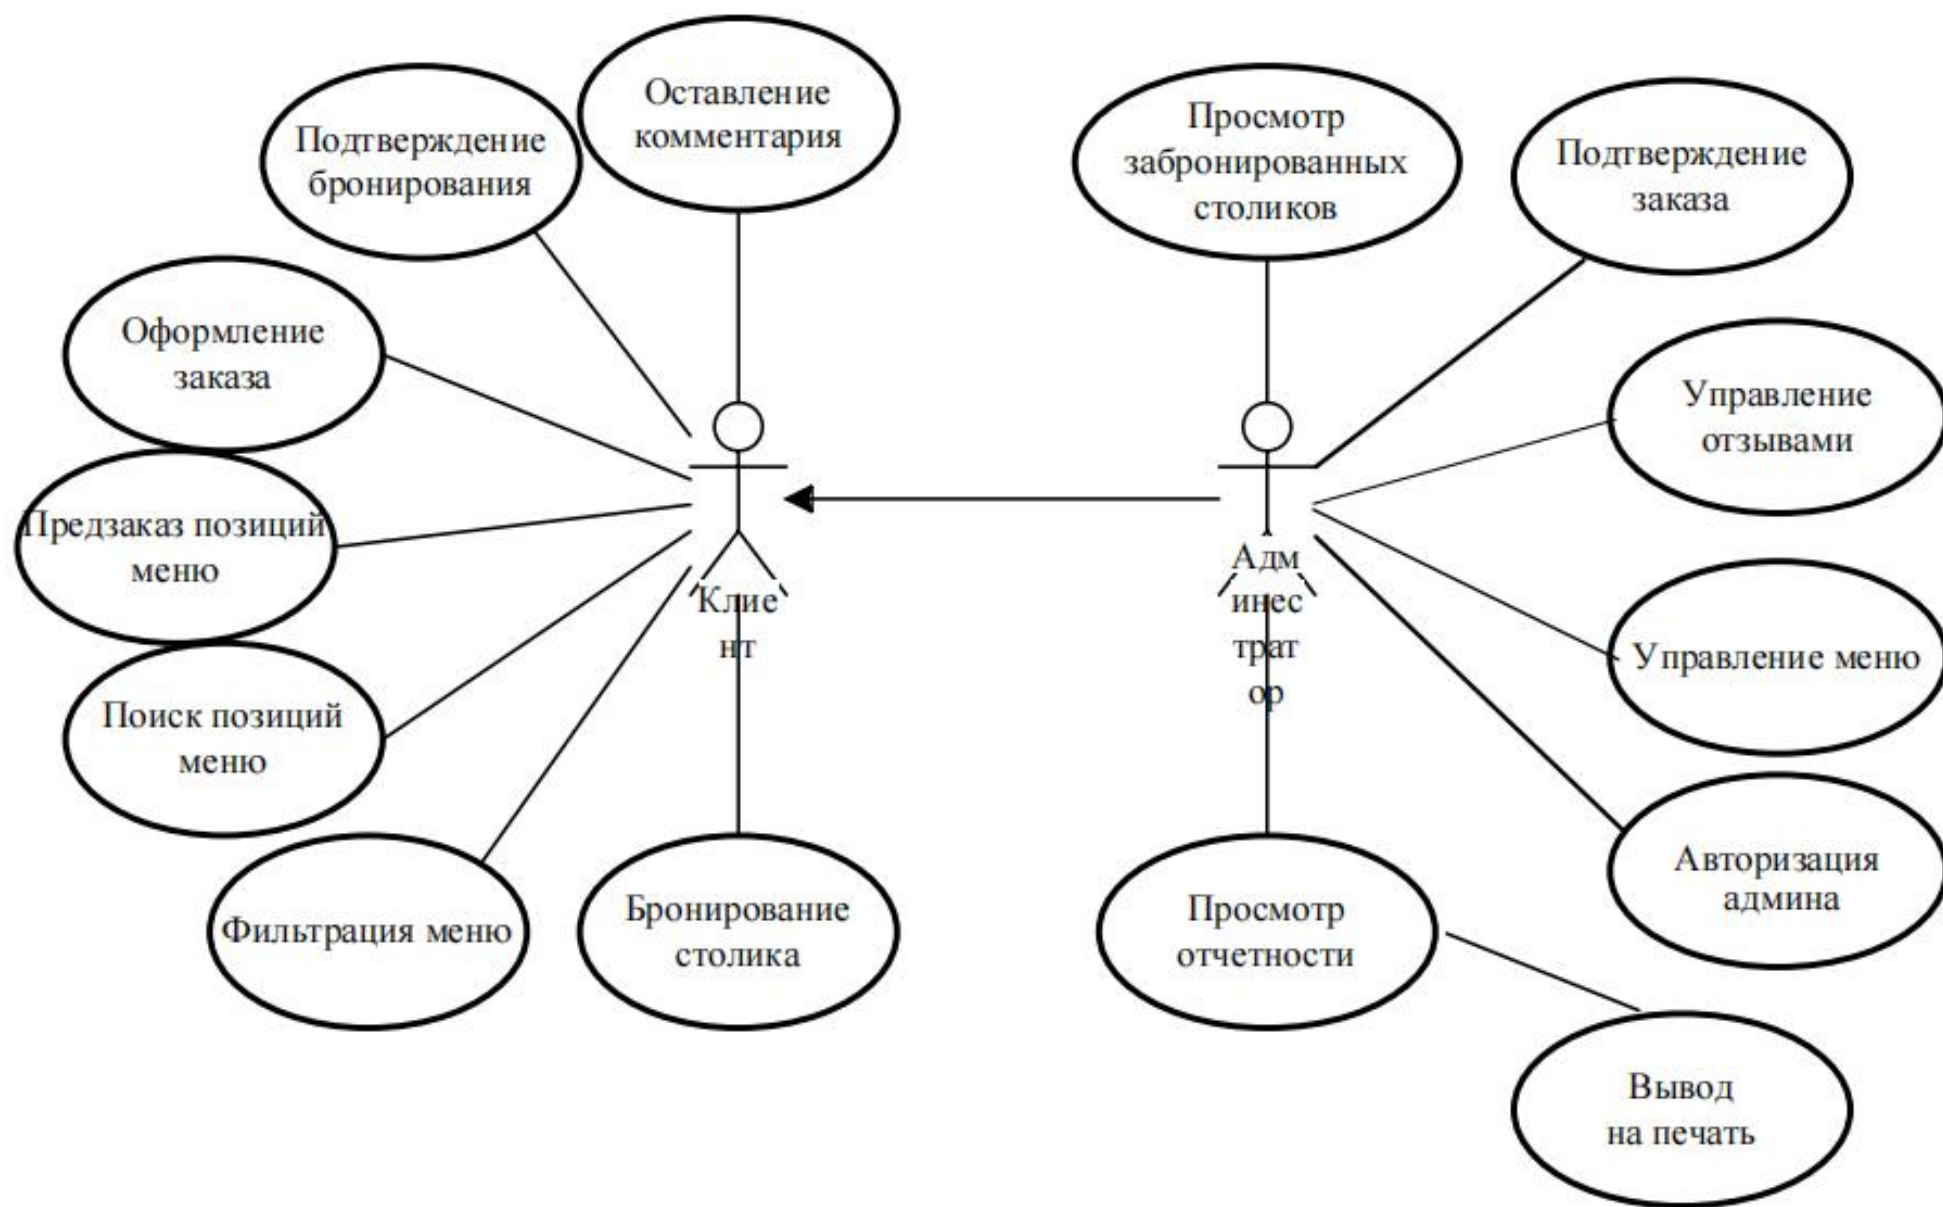 Оставление
комментария
Подтверждение
бронирования
Оформление
заказа
Предзаказ позиций
меню
Поиск позиций
меню
Фильтрация меню
Бронирование
столика
Клие
нт
Просмотр
забронированных
столиков
Подтверждение
заказа
Управление
отзывами
Управление меню
Авторизация
админа
Просмотр
отчетности
Вывод
на печать
Адм
инес
трат
ор